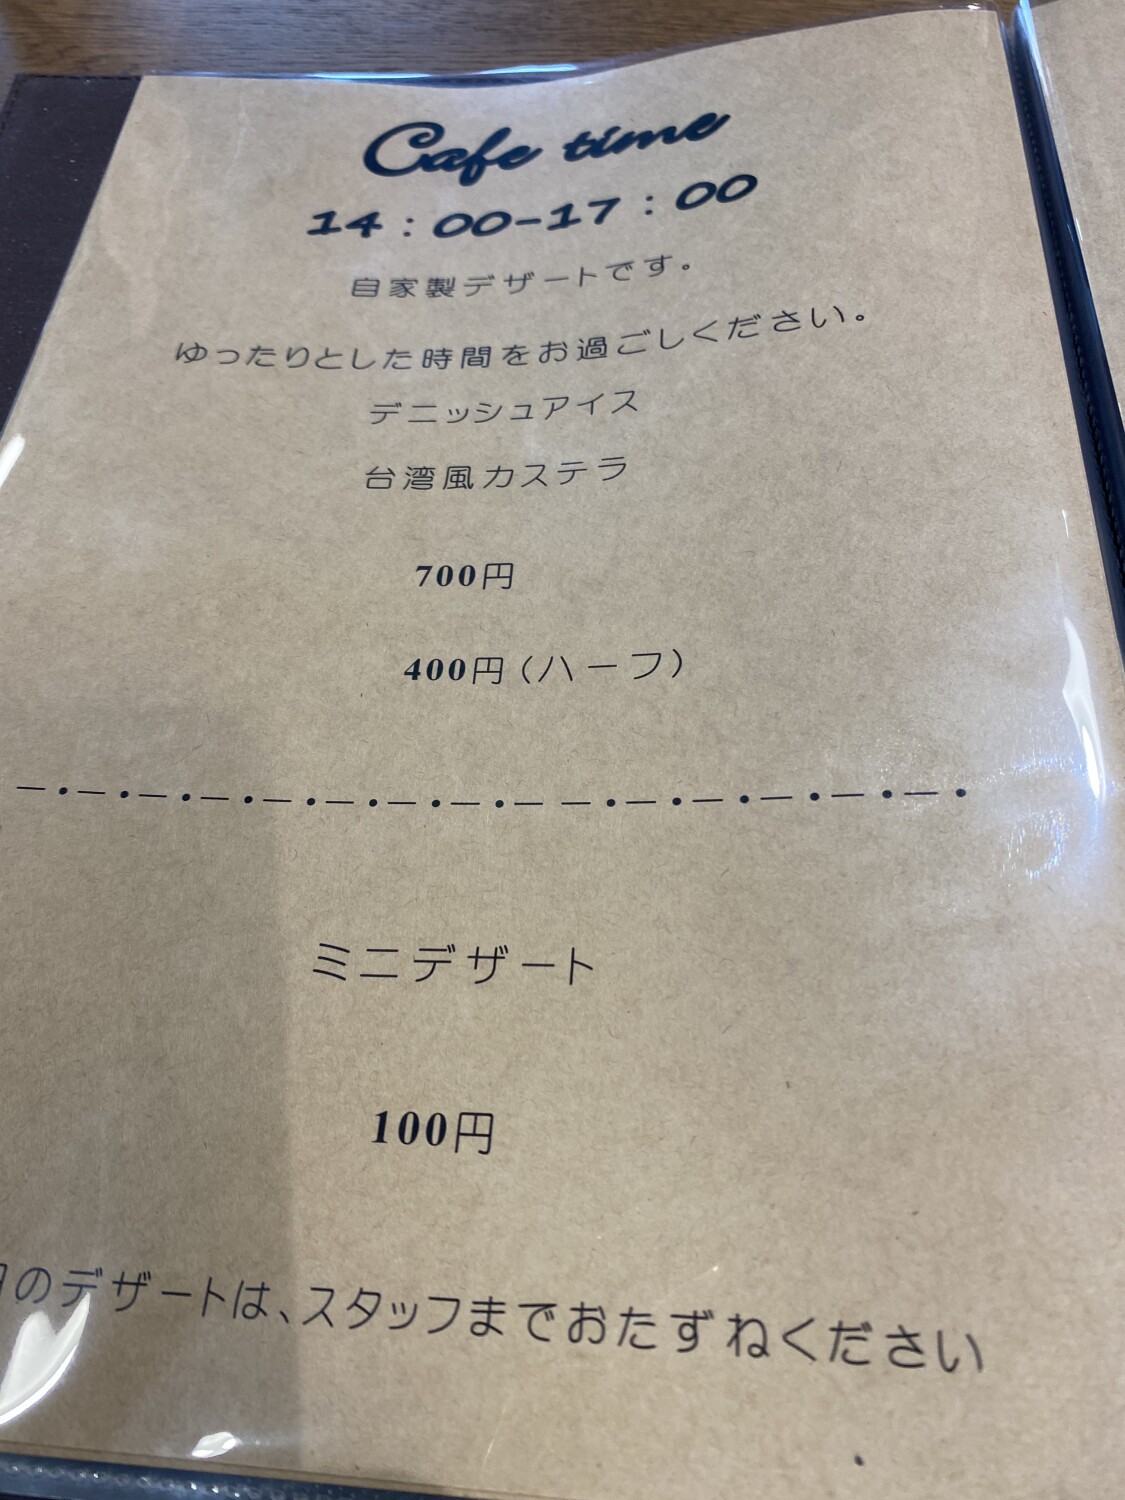 Cafe time
14：00-17：00
自家製デザートです。
ゆったりとした時間をお過ごしください。
デニッシュアイス
台湾風カステラ
700円
400円（ハーフ）
ミニデザート
100円
のデザートは、スタッフまでおたずねください